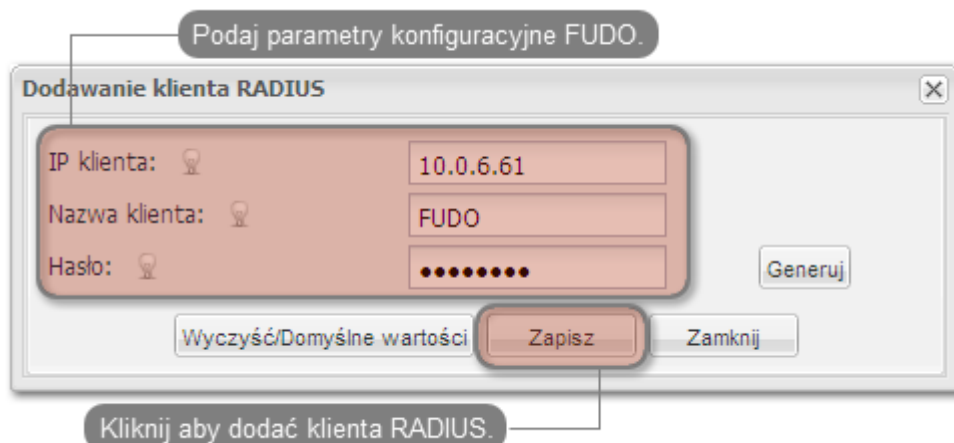 Podaj parametry konfiguracyjne FUDO.
Dodawanie klienta RADIUS
IP klienta: 10.0.6.61
Nazwa klienta: FUDO
Hasło: ●●●●●●●● Generuj
Wyczyść/Domyślne wartości Zapisz Zamknij
Kliknij aby dodać klienta RADIUS.